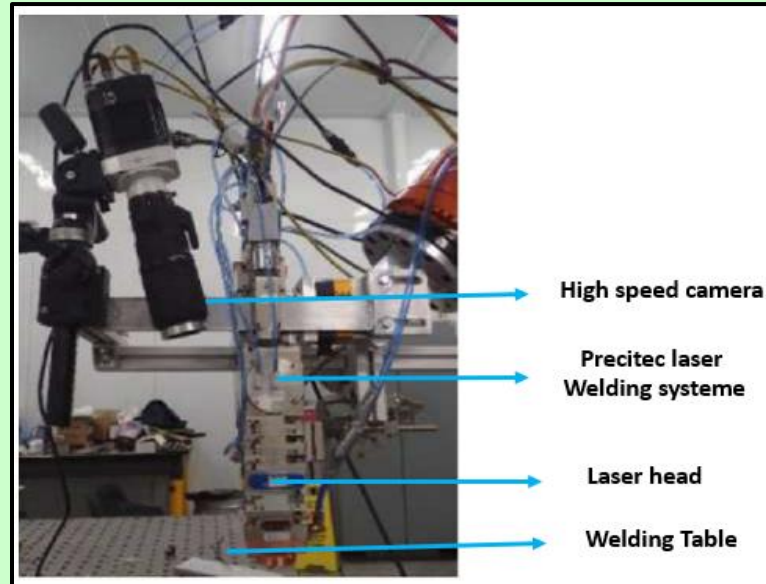 High speed camera
Precitec laser
Welding systeme
Laser head
Welding Table